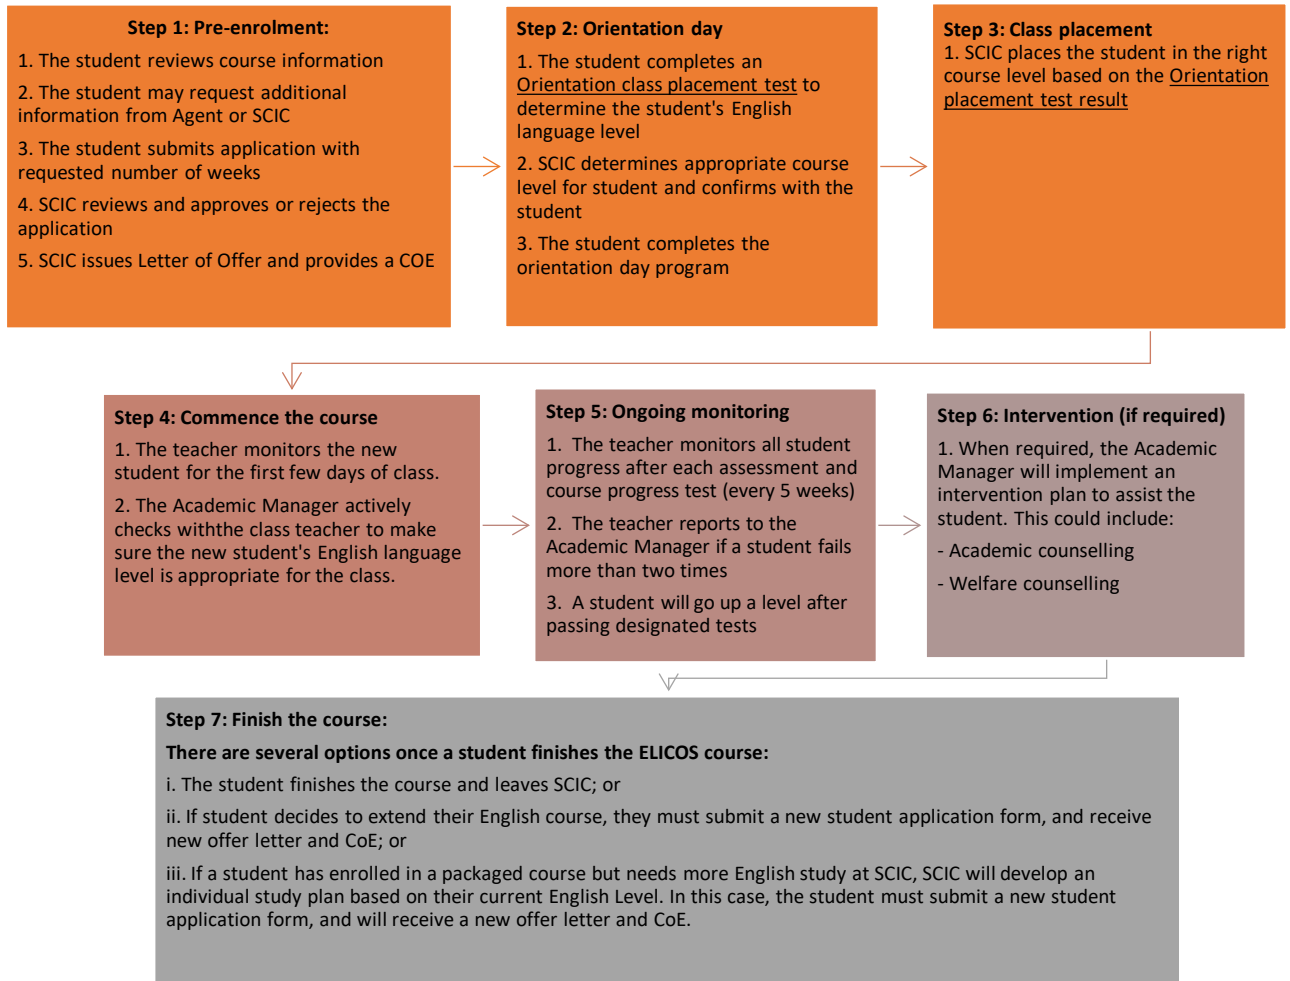 Step 1: Pre-enrolment:
1. The student reviews course information
2. The student may request additional
information from Agent or SCIC
3. The student submits application with
requested number of weeks
4. SCIC reviews and approves or rejects the
application
5. SCIC issues Letter of Offer and provides a COE
Step 2: Orientation day
1. The student completes an
Orientation class placement test to
determine the student's English
language level
2. SCIC determines appropriate course
level for student and confirms with the
student
3. The student completes the
orientation day program
Step 3: Class placement
1. SCIC places the student in the right
course level based on the Orientation
placement test result
Step 4: Commence the course
1. The teacher monitors the new
student for the first few days of class.
2. The Academic Manager actively
checks withthe class teacher to make
sure the new student's English language
level is appropriate for the class.
Step 5: Ongoing monitoring
1. The teacher monitors all student
progress after each assessment and
course progress test (every 5 weeks)
2. The teacher reports to the
Academic Manager if a student fails
more than two times
3. A student will go up a level after
passing designated tests
Step 6: Intervention (if required)
1. When required, the Academic
Manager will implement an
intervention plan to assist the
student. This could include:
- Academic counselling
- Welfare counselling
Step 7: Finish the course:
There are several options once a student finishes the ELICOS course:
i. The student finishes the course and leaves SCIC; or
ii. If student decides to extend their English course, they must submit a new student application form, and receive
new offer letter and CoE; or
iii. If a student has enrolled in a packaged course but needs more English study at SCIC, SCIC will develop an
individual study plan based on their current English Level. In this case, the student must submit a new student
application form, and will receive a new offer letter and CoE.